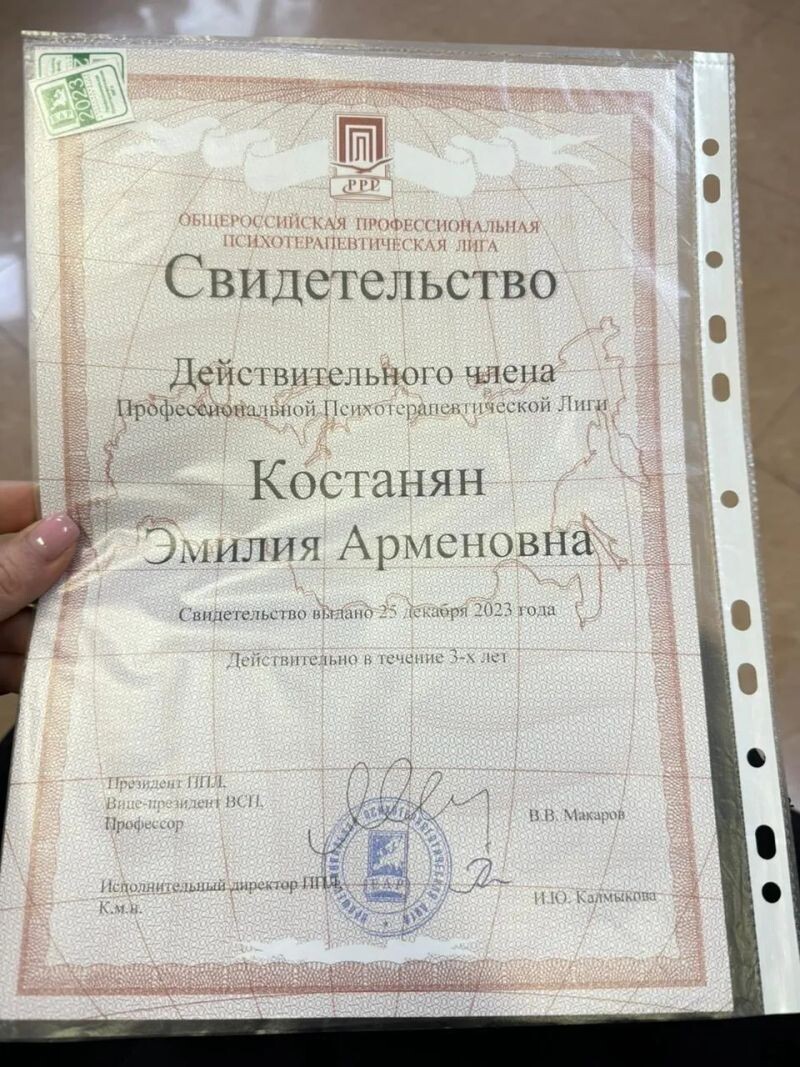 2023
РРР
ОБЩЕРОССИЙСКАЯ ПРОФЕССИОНАЛЬНАЯ
ПСИХОТЕРАПЕВТИЧЕСКАЯ ЛИГА
Свидетельство
Действительного члена
Профессиональной Психотерапевтической Лиги
Костанян
Эмилия Арменовна
Свидетельство выдано 25 декабря 2023 года
Действительно в течение 3-х лет
Президент ППЛ,
Вице-президент ВСП,
Профессор
В.В. Макаров
Исполнительный директор ППЛ,
К.м.н.
И.Ю. Калмыкова